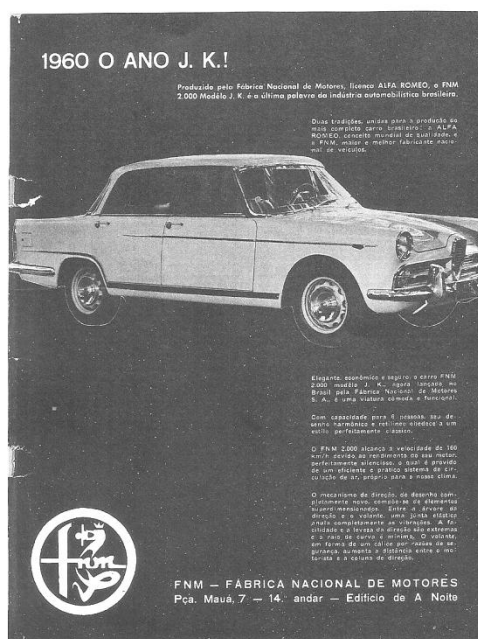 1960 O ANO J. K.!
Produzido pela Fábrica Nacional de Motores, licença ALFA ROMEO, o FNM
2.000 Modêlo J. K. é a última palavra da indústria automobilística brasileira.
Duas tradições, unidas para a produção do
mais completo carro brasileiro: a ALFA
ROMEO, conceito mundial de qualidade, e
a FNM, maior e melhor fabricante nacio-
nal de veículos.
Elegante, econômico e seguro, o carro FNM
2.000 modêlo J. K., agora lançado no
Brasil pela Fábrica Nacional de Motores
S. A., é uma viatura cômoda e funcional.
Com capacidade para 6 pessoas, seu de-
senho harmônico e retilíneo obedece a um
estilo perfeitamente clássico.
O FNM 2.000 alcança a velocidade de 160
km/h devido ao rendimento do seu motor,
perfeitamente silencioso, o qual é provido
de um eficiente e prático sistema de cir-
culação de ar, próprio para o nosso clima.
O mecanismo da direção, de desenho com-
pletamente novo, compõe-se de elementos
superdimensionados. Entre a árvore da
direção e o volante, uma junta elástica
anula completamente as vibrações. A fa-
cilidade e a leveza da direção são extremas
e o raio de curva é mínimo. O volante,
em forma de um cálice por razões de se-
gurança, aumenta a distância entre o mo-
torista e a coluna de direção.
fnm
FNM — FÁBRICA NACIONAL DE MOTORES
Pça. Mauá, 7 — 14.º andar — Edifício de A Noite